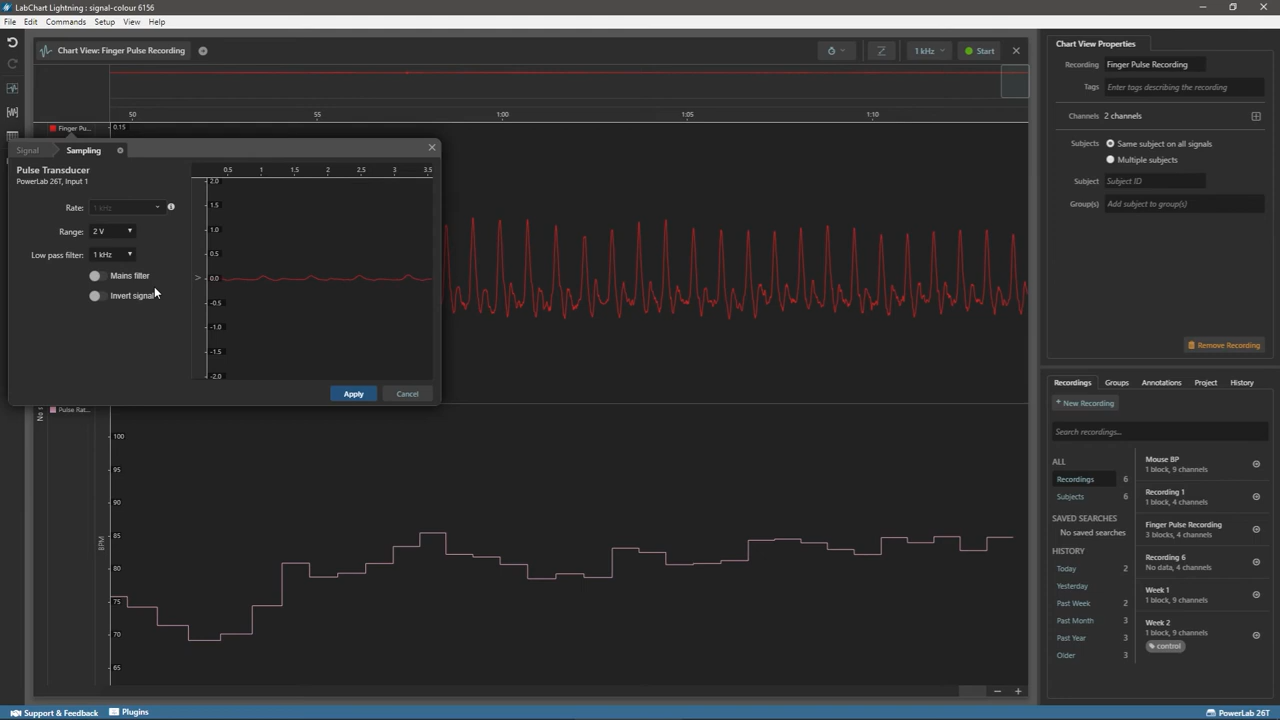 LabChart Lightning: signal-colour 6156
File Edit Commands Setup View Help
Chart View: Finger Pulse Recording
1 kHz
Start
50 55 1:00 1:05 1:10
Finger Pu...
0.15
Signal
Sampling
Pulse Transducer
PowerLab 26T, Input 1
Rate: 1 kHz
Range: 2 V
Low pass filter: 1 kHz
Mains filter
Invert signal
0.5 1 1.5 2 2.5 3 3.5
2.0
1.5
1.0
0.5
0.0
-0.5
-1.0
-1.5
-2.0
Apply
Cancel
Pulse Rat...
100
95
90
85
80
75
70
65
BPM
Chart View Properties
Recording Finger Pulse Recording
Tags Enter tags describing the recording
Channels 2 channels
Subjects: Same subject on all signals
Multiple subjects
Subject Subject ID
Group(s) Add subject to group(s)
Remove Recording
Recordings Groups Annotations Project History
+ New Recording
Search recordings...
ALL
Recordings 6
Subjects 6
SAVED SEARCHES
No saved searches
HISTORY
Today 2
Yesterday
Past Week 2
Past Month 3
Past Year 3
Older 3
Mouse BP
1 block, 9 channels
Recording 1
1 block, 4 channels
Finger Pulse Recording
3 blocks, 4 channels
Recording 6
No data, 4 channels
Week 1
1 block, 9 channels
Week 2
1 block, 9 channels
control
Support & Feedback
Plugins
PowerLab 26T